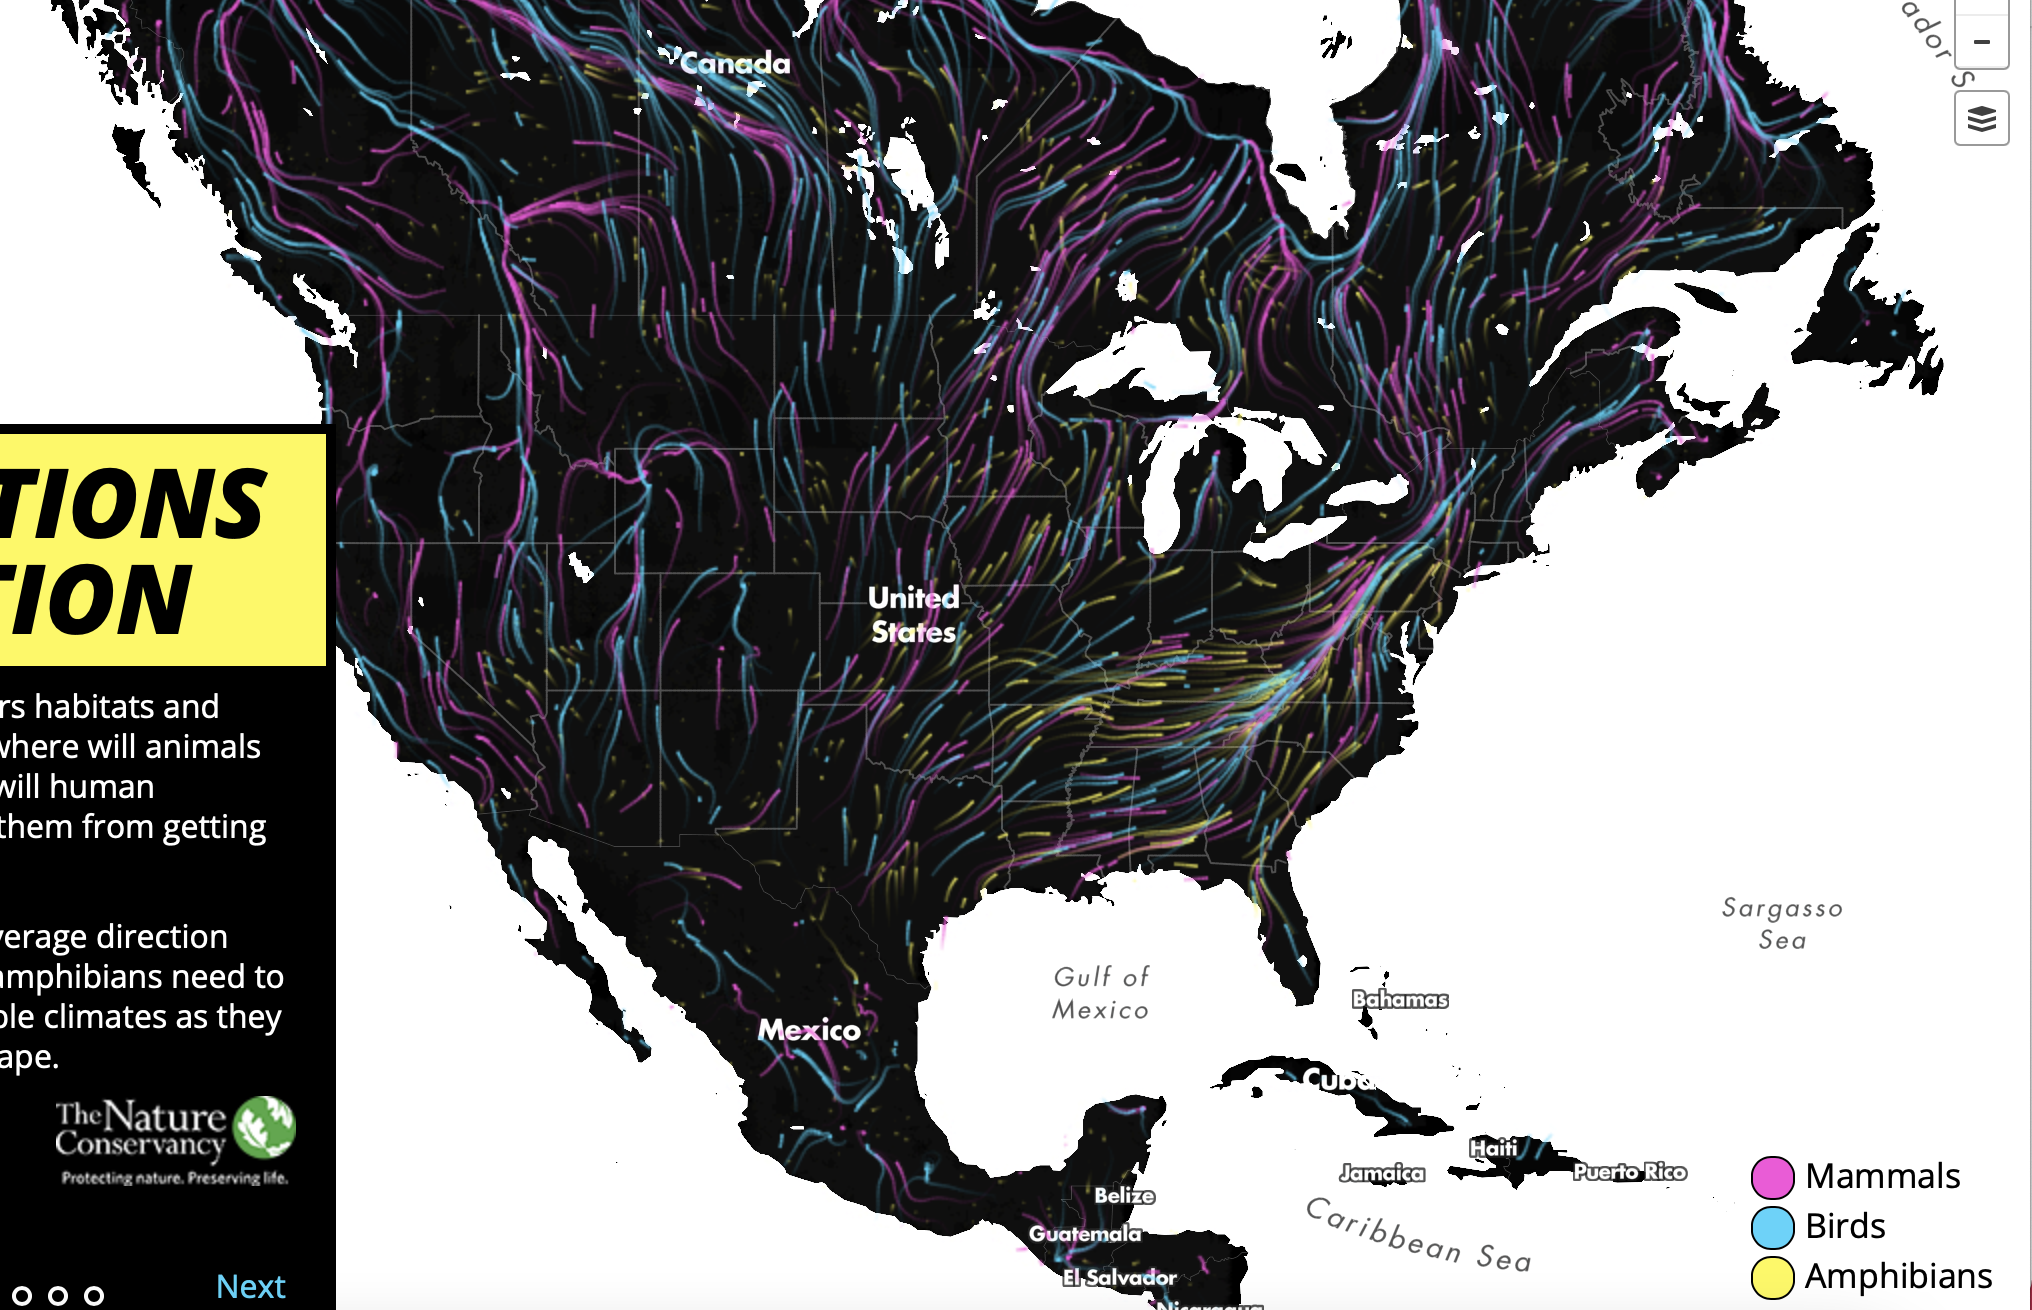 TIONS
TION
rs habitats and
where will animals
will human
them from getting
verage direction
amphibians need to
ble climates as they
ape.
The Nature
Conservancy
Protecting nature. Preserving life.
Next
Canada
ador S
−
United
States
Mexico
Gulf of
Mexico
Sargasso
Sea
Bahamas
Cuba
Haiti
Jamaica
Puerto Rico
Belize
Guatemala
El Salvador
Nicaragua
Caribbean Sea
Mammals
Birds
Amphibians